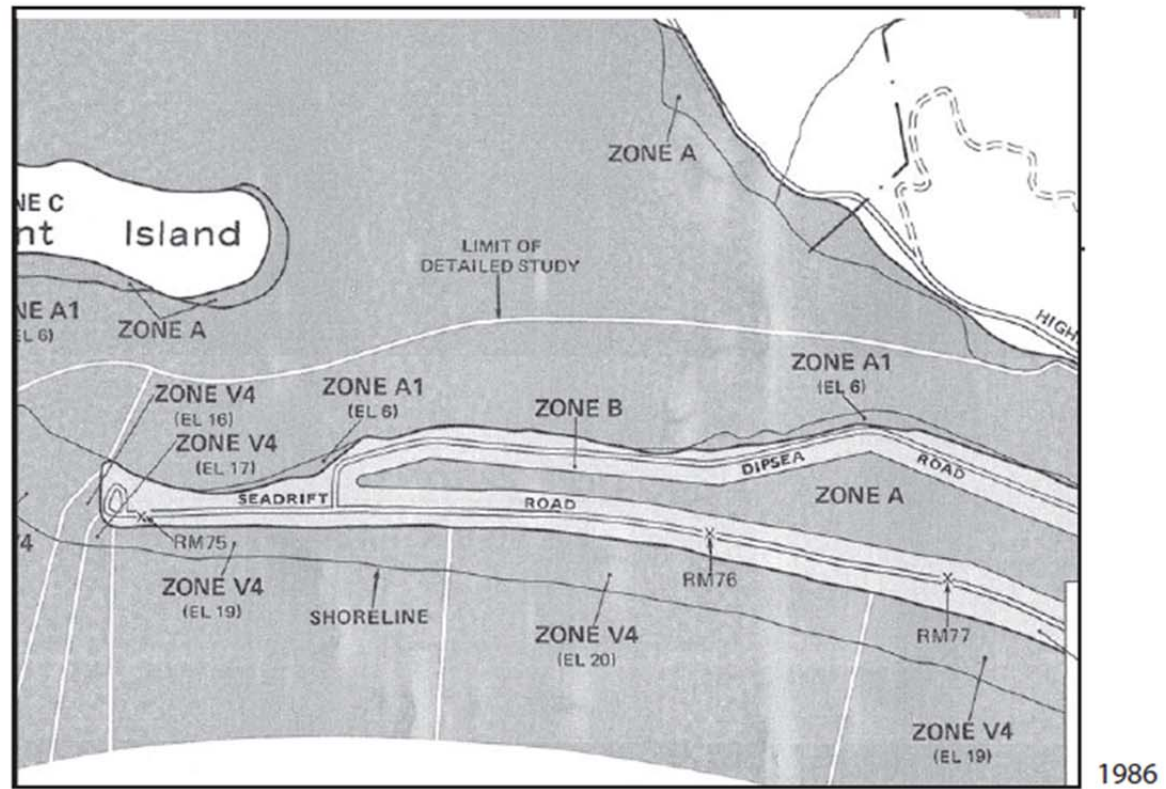 ZONE A
NE C
nt Island
LIMIT OF
DETAILED STUDY
NE A1
EL 6)
ZONE A
HIGH
ZONE A1
(EL 6)
ZONE V4
(EL 16)
ZONE A1
(EL 6)
ZONE B
ZONE V4
(EL 17)
DIPSEA
ROAD
SEADRIFT
ROAD
ZONE A
V4
RM75
RM76
ZONE V4
(EL 19)
SHORELINE
ZONE V4
(EL 20)
RM77
ZONE V4
(EL 19)
1986